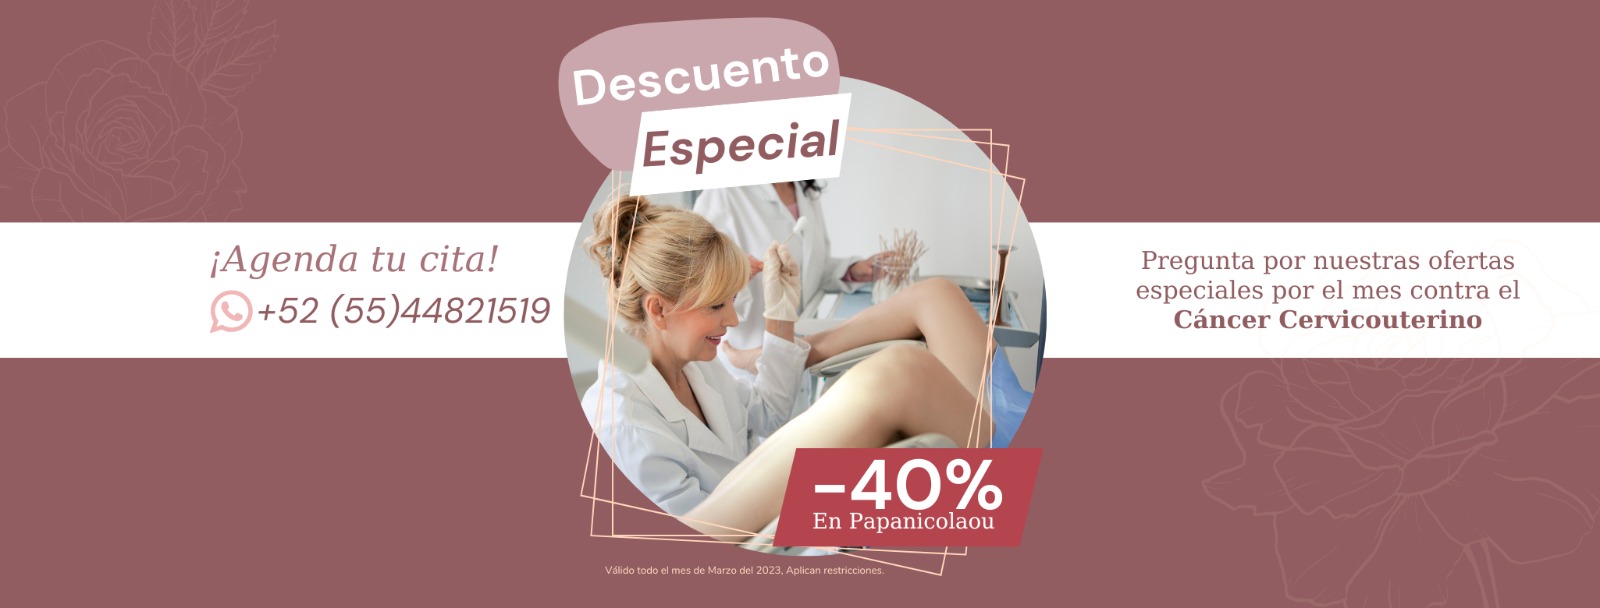 Descuento
Especial
¡Agenda tu cita!
+52 (55)44821519
Pregunta por nuestras ofertas
especiales por el mes contra el
Cáncer Cervicouterino
-40%
En Papanicolaou
Válido todo el mes de Marzo del 2023, Aplican restricciones.